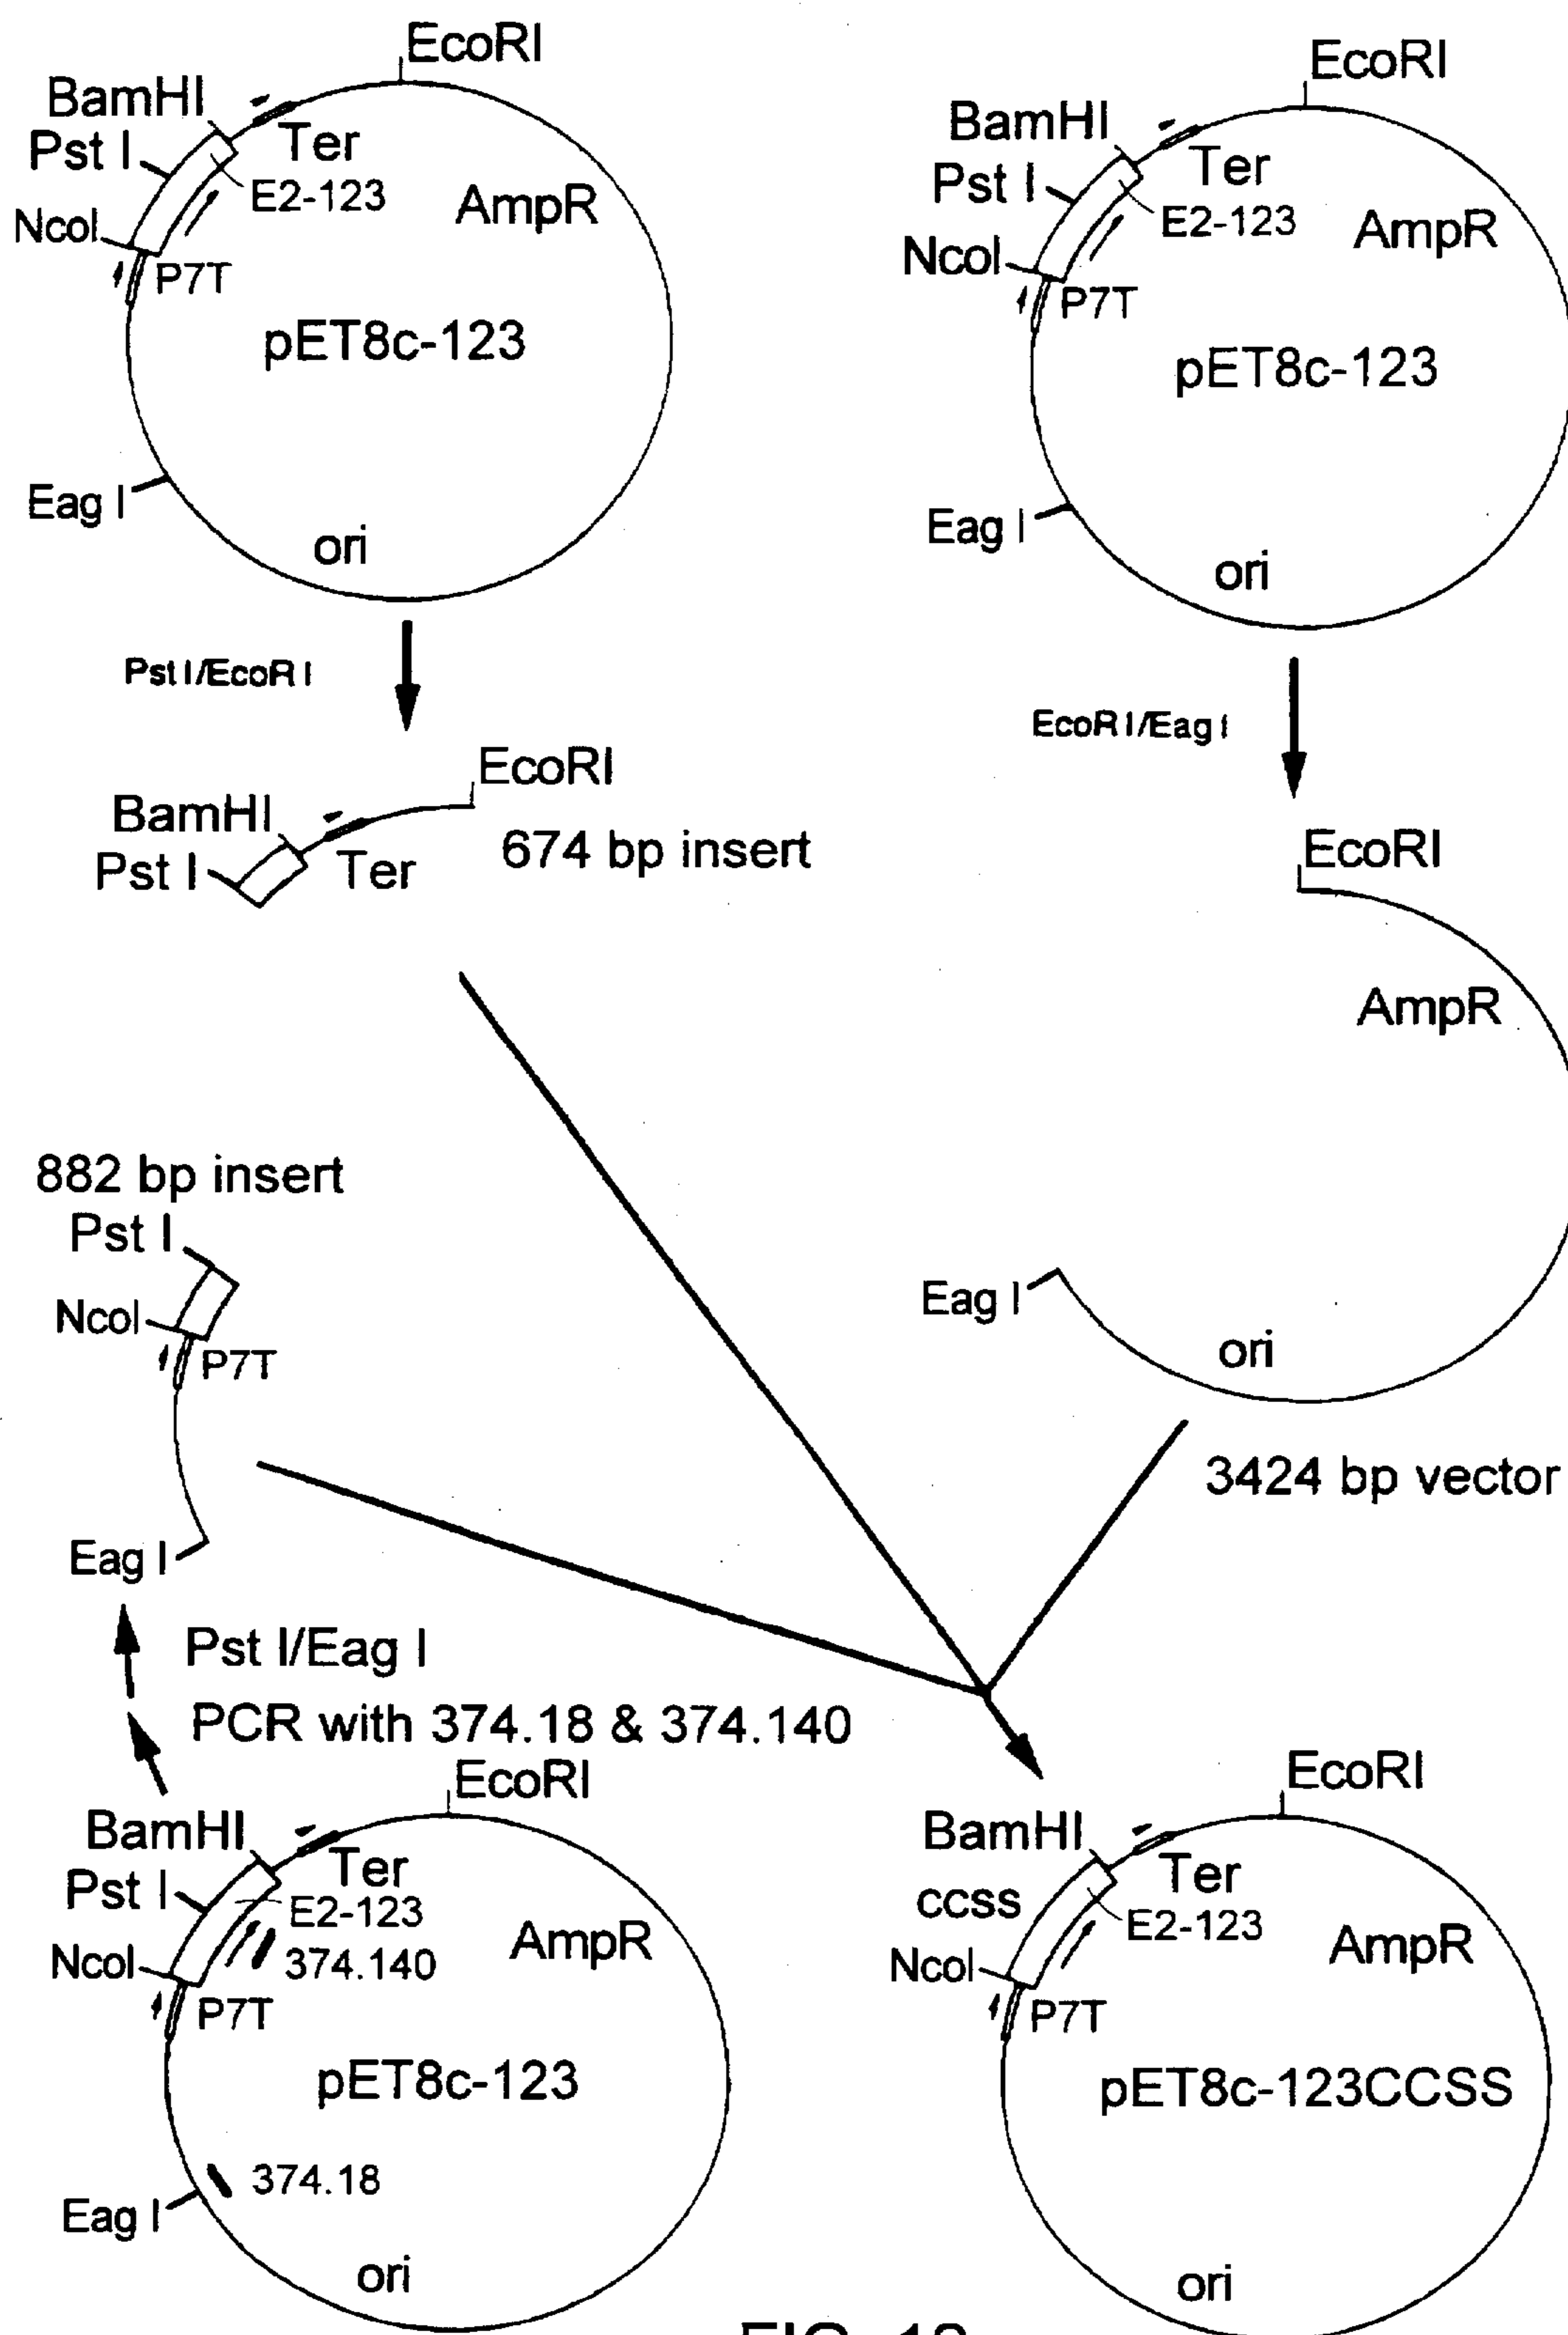 EcoRI
BamHI
Pst I
Ter
E2-123
AmpR
NcoI
P7T
pET8c-123
Eag I
ori
EcoRI
BamHI
Pst I
Ter
E2-123
AmpR
NcoI
P7T
pET8c-123
Eag I
ori
Pst I/EcoR I
EcoR I/Eag I
EcoRI
BamHI
674 bp insert
Pst I
Ter
EcoRI
AmpR
Eag I
ori
3424 bp vector
882 bp insert
Pst I
NcoI
P7T
Eag I
Pst I/Eag I
PCR with 374.18 & 374.140
EcoRI
BamHI
Ter
Pst I
E2-123
374.140
AmpR
NcoI
P7T
pET8c-123
374.18
Eag I
ori
EcoRI
BamHI
Ter
CCSS
E2-123
AmpR
NcoI
P7T
pET8c-123CCSS
ori